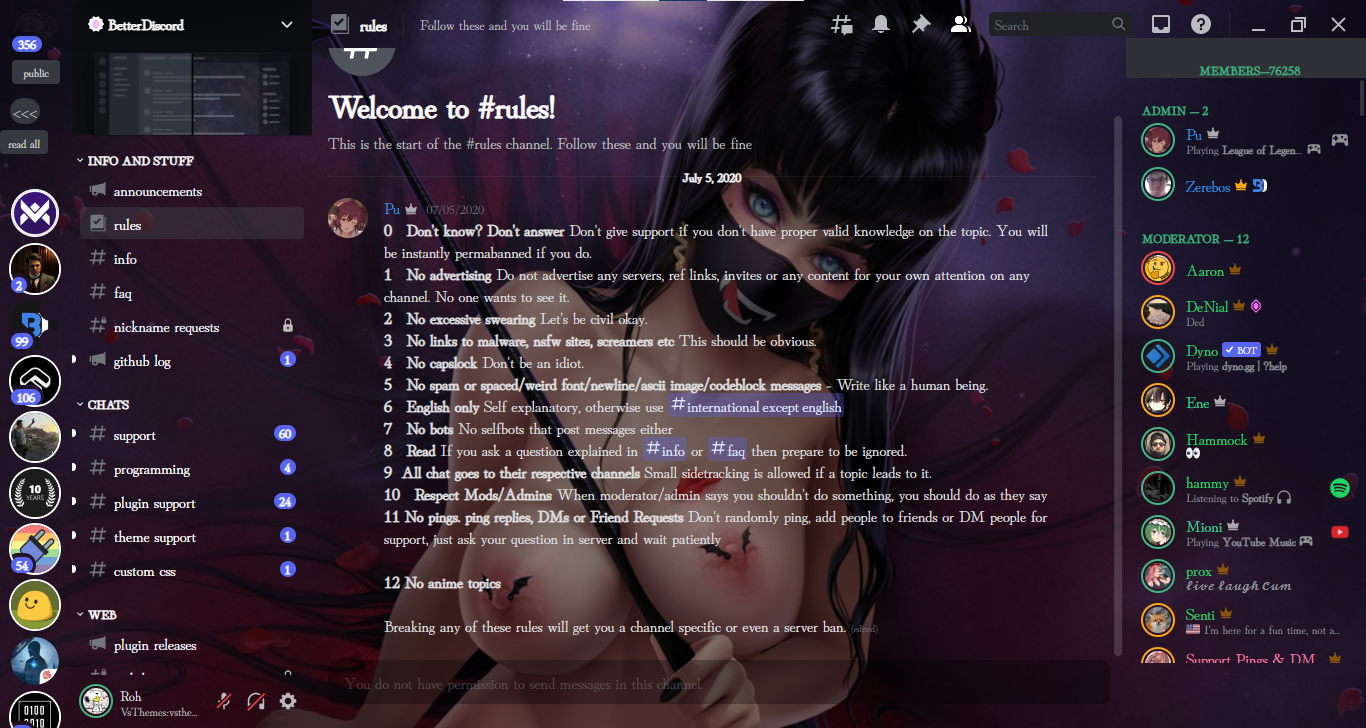 356
public
<<<
read all
2
99
106
10
YEARS
54
0100
BetterDiscord
INFO AND STUFF
announcements
rules
info
faq
nickname requests
github log 1
CHATS
support 60
programming 4
plugin support 24
theme support 1
custom css 1
WEB
plugin releases
Roh
VsThemes:vsthe...
rules
Follow these and you will be fine
Search
Welcome to #rules!
This is the start of the #rules channel. Follow these and you will be fine
July 5, 2020
Pu 07/05/2020
0 Don't know? Don't answer Don't give support if you don't have proper valid knowledge on the topic. You will
be instantly permabanned if you do.
1 No advertising Do not advertise any servers, ref links, invites or any content for your own attention on any
channel. No one wants to see it.
2 No excessive swearing Let's be civil okay.
3 No links to malware, nsfw sites, screamers etc This should be obvious.
4 No capslock Don't be an idiot.
5 No spam or spaced/weird font/newline/ascii image/codeblock messages - Write like a human being.
6 English only Self explanatory, otherwise use #international except english
7 No bots No selfbots that post messages either
8 Read If you ask a question explained in #info or #faq then prepare to be ignored.
9 All chat goes to their respective channels Small sidetracking is allowed if a topic leads to it.
10 Respect Mods/Admins When moderator/admin says you shouldn't do something, you should do as they say
11 No pings. ping replies, DMs or Friend Requests Don't randomly ping, add people to friends or DM people for
support, just ask your question in server and wait patiently
12 No anime topics
Breaking any of these rules will get you a channel specific or even a server ban. (edited)
You do not have permission to send messages in this channel.
MEMBERS—76258
ADMIN — 2
Pu
Playing League of Legen...
Zerebos
MODERATOR — 12
Aaron
DeNial
Ded
Dyno BOT
Playing dyno.gg | ?help
Ene
Hammock
hammy
Listening to Spotify
Mioni
Playing YouTube Music
prox
live laugh Cum
Senti
I'm here for a fun time, not a...
Support Pings & DM